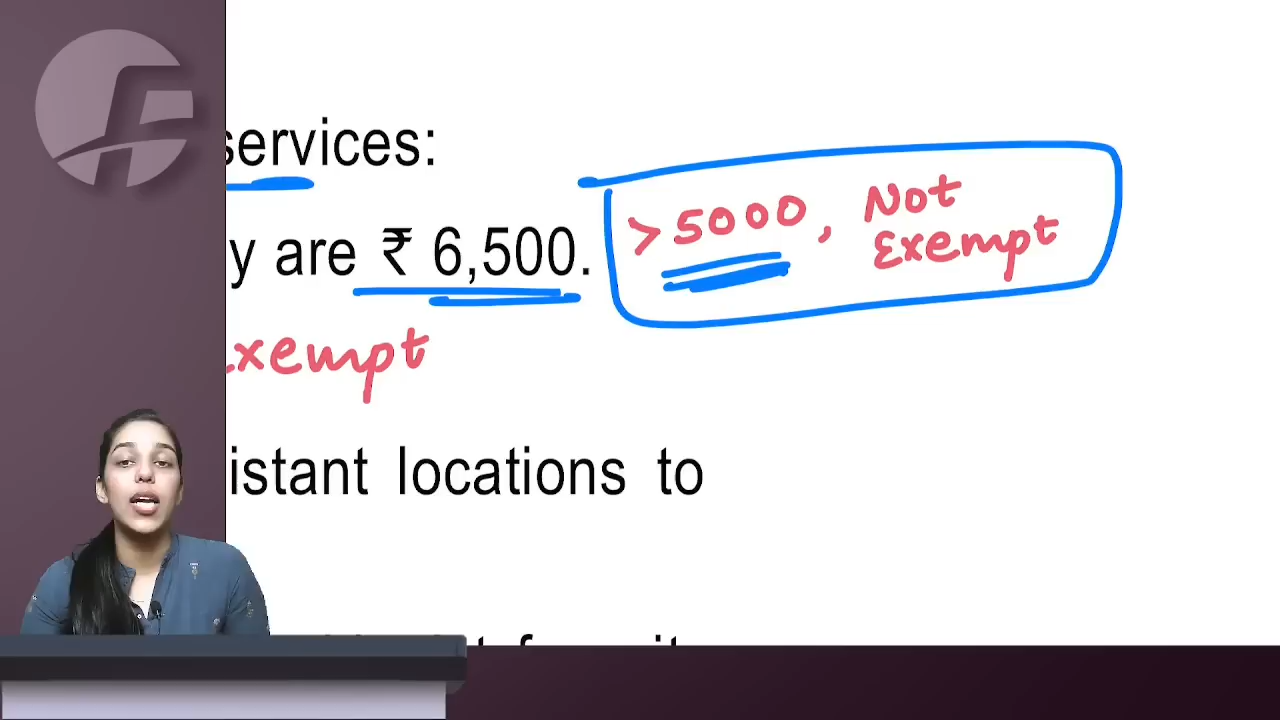 services:
y are ₹ 6,500. > 5000, Not Exempt
xempt
istant locations to